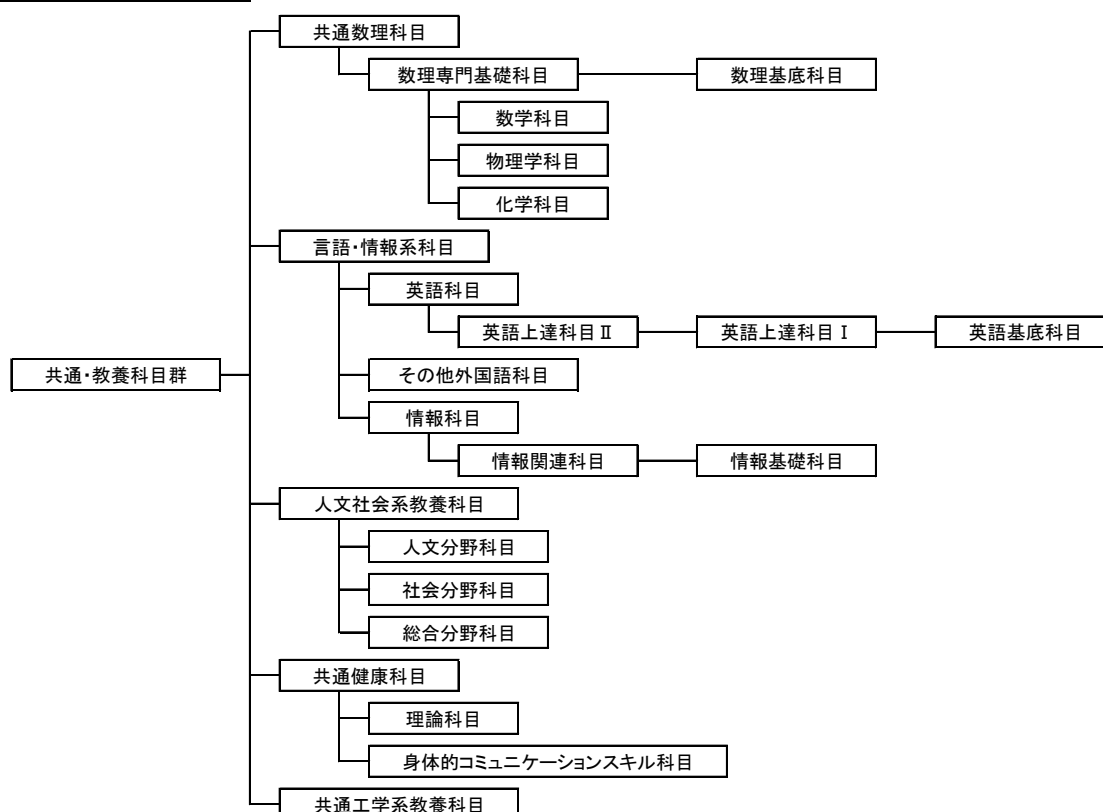 共通数理科目
数理専門基礎科目
数理基底科目
数学科目
物理学科目
化学科目
言語・情報系科目
英語科目
英語上達科目Ⅱ
英語上達科目Ⅰ
英語基底科目
共通・教養科目群
その他外国語科目
情報科目
情報関連科目
情報基礎科目
人文社会系教養科目
人文分野科目
社会分野科目
総合分野科目
共通健康科目
理論科目
身体的コミュニケーションスキル科目
共通工学系教養科目